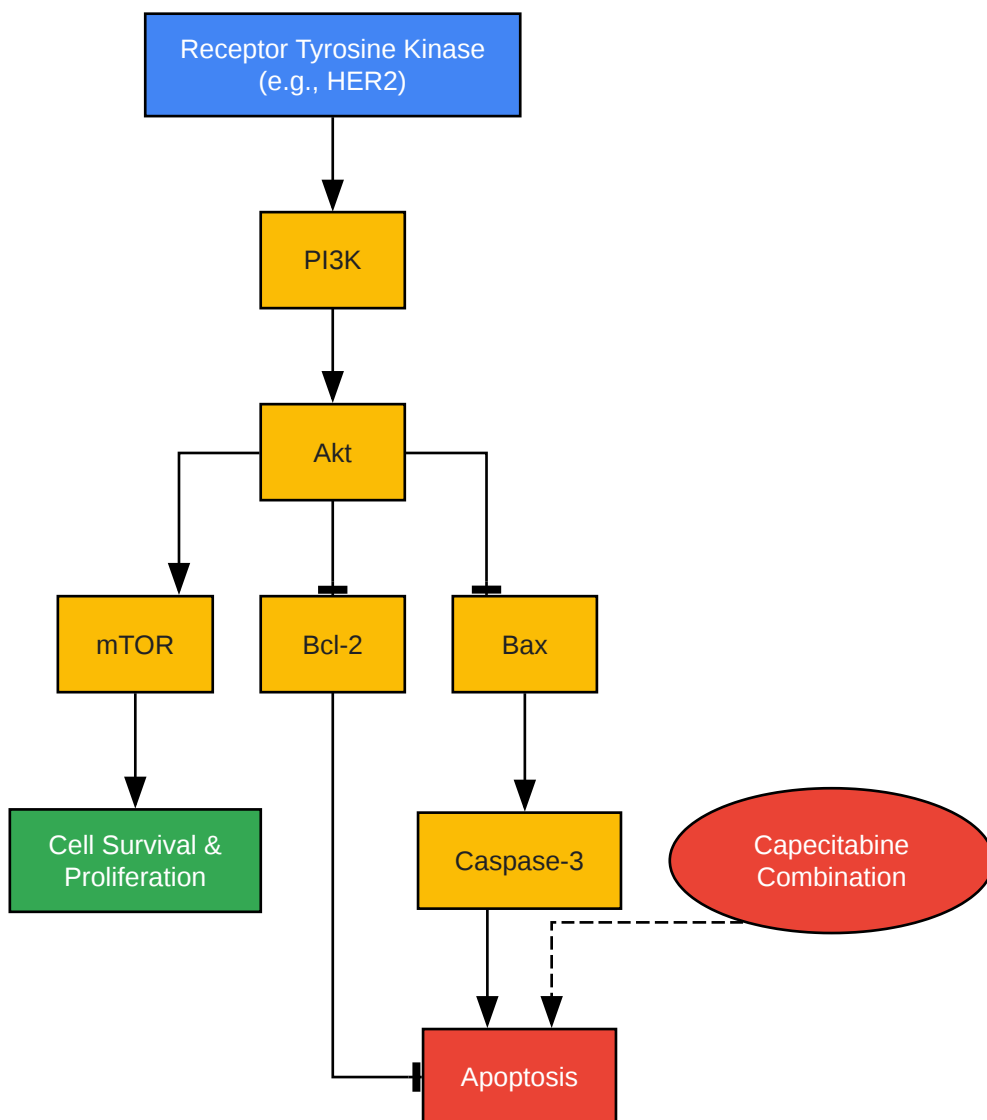 Receptor Tyrosine Kinase
(e.g., HER2)
PI3K
Akt
mTOR
Bcl-2
Bax
Cell Survival &
Proliferation
Caspase-3
Capecitabine
Combination
Apoptosis